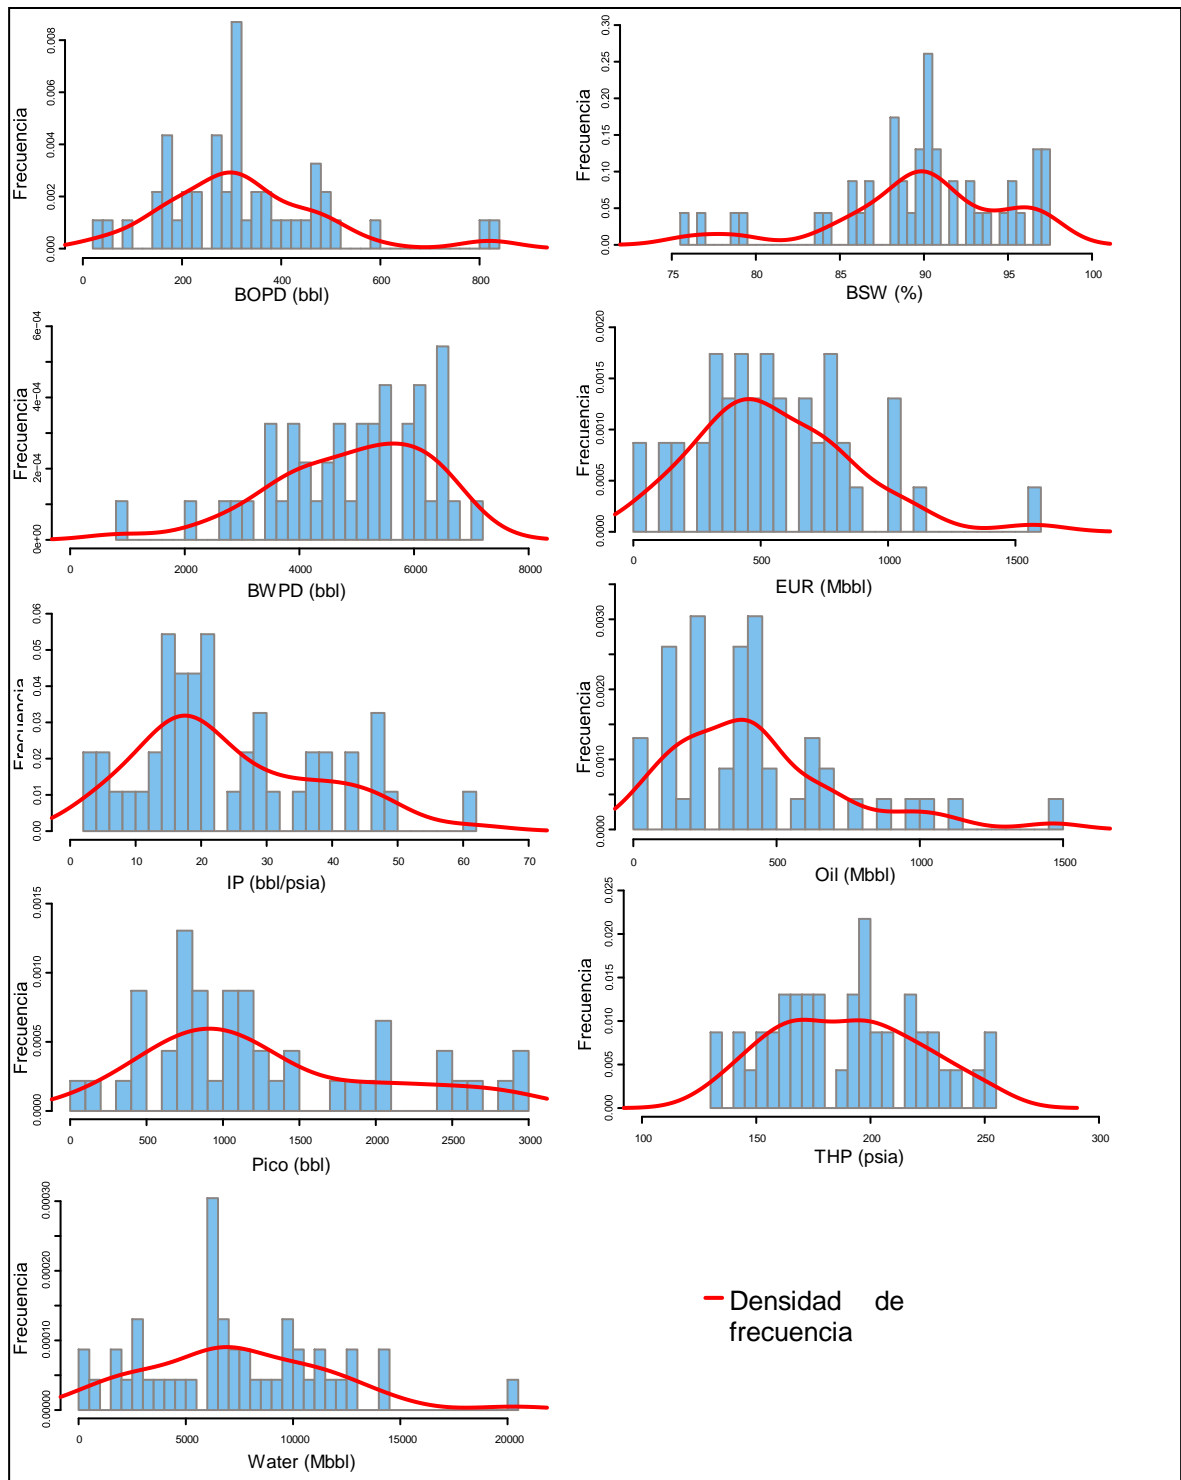 Frecuencia
0.000 0.002 0.004 0.006 0.008
0 200 400 600 800
BOPD (bbl)
Frecuencia
0.00 0.05 0.10 0.15 0.20 0.25 0.30
75 80 85 90 95 100
BSW (%)
Frecuencia
0e+00 2e−04 4e−04 6e−04
0 2000 4000 6000 8000
BWPD (bbl)
Frecuencia
0.0000 0.0005 0.0010 0.0015 0.0020
0 500 1000 1500
EUR (Mbbl)
Frecuencia
0.00 0.01 0.02 0.03 0.04 0.05 0.06
0 10 20 30 40 50 60 70
IP (bbl/psia)
Frecuencia
0.0000 0.0010 0.0020 0.0030
0 500 1000 1500
Oil (Mbbl)
Frecuencia
0.0000 0.0005 0.0010 0.0015
0 500 1000 1500 2000 2500 3000
Pico (bbl)
Frecuencia
0.000 0.005 0.010 0.015 0.020 0.025
100 150 200 250 300
THP (psia)
Frecuencia
0.00000 0.00010 0.00020 0.00030
0 5000 10000 15000 20000
Water (Mbbl)
Densidad de
frecuencia